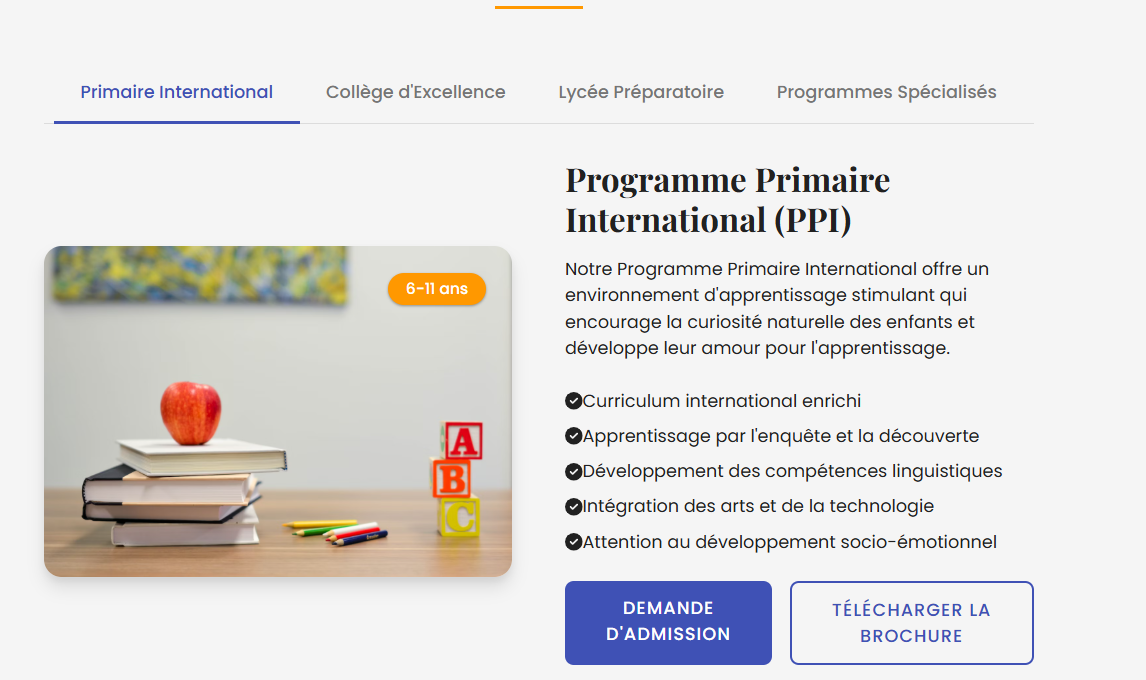 Primaire International
Collège d'Excellence
Lycée Préparatoire
Programmes Spécialisés
6-11 ans
A
B
C
Programme Primaire
International (PPI)
Notre Programme Primaire International offre un
environnement d'apprentissage stimulant qui
encourage la curiosité naturelle des enfants et
développe leur amour pour l'apprentissage.
Curriculum international enrichi
Apprentissage par l'enquête et la découverte
Développement des compétences linguistiques
Intégration des arts et de la technologie
Attention au développement socio-émotionnel
DEMANDE
D'ADMISSION
TÉLÉCHARGER LA
BROCHURE